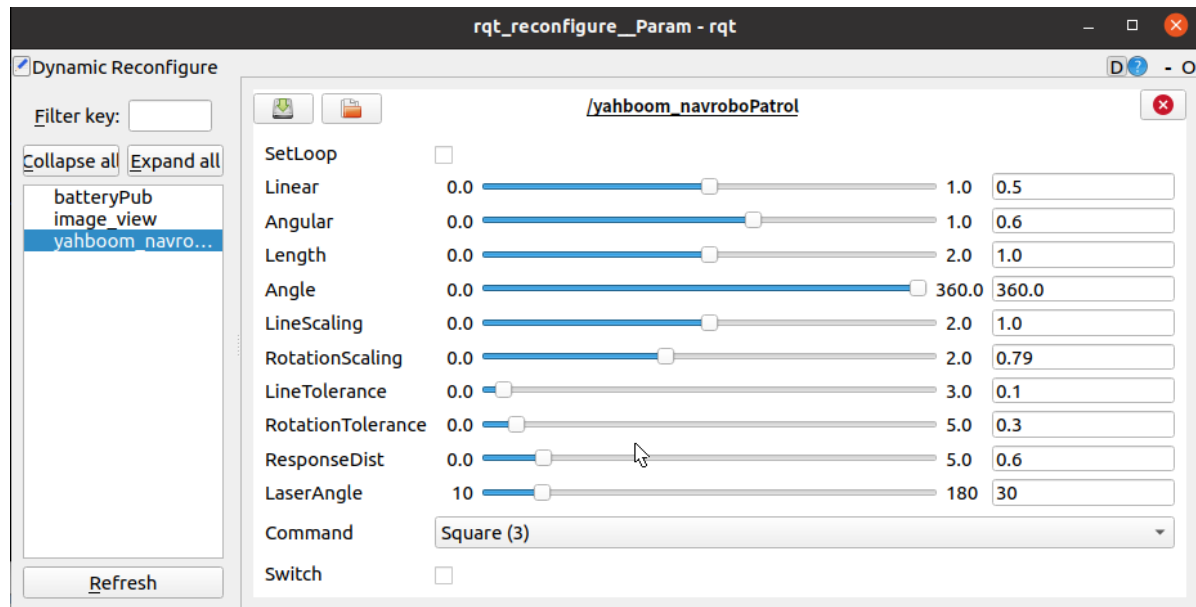 rqt_reconfigure__Param - rqt
Dynamic Reconfigure
D ? - O
Filter key:
Collapse all Expand all
batteryPub
image_view
yahboom_navro...
Refresh
/yahboom_navroboPatrol
SetLoop
Linear 0.0 1.0 0.5
Angular 0.0 1.0 0.6
Length 0.0 2.0 1.0
Angle 0.0 360.0 360.0
LineScaling 0.0 2.0 1.0
RotationScaling 0.0 2.0 0.79
LineTolerance 0.0 3.0 0.1
RotationTolerance 0.0 5.0 0.3
ResponseDist 0.0 5.0 0.6
LaserAngle 10 180 30
Command Square (3)
Switch